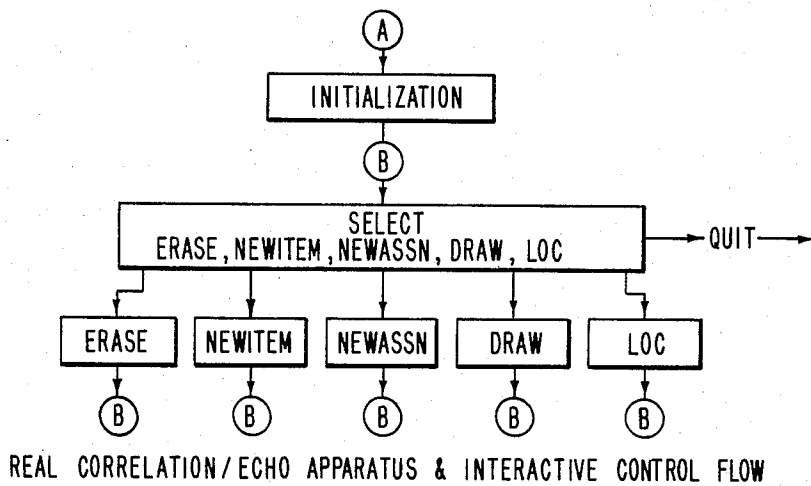 A
INITIALIZATION
B
SELECT
ERASE, NEWITEM, NEWASSN, DRAW, LOC
QUIT
ERASE NEWITEM NEWASSN DRAW LOC
B B B B B
REAL CORRELATION/ECHO APPARATUS & INTERACTIVE CONTROL FLOW